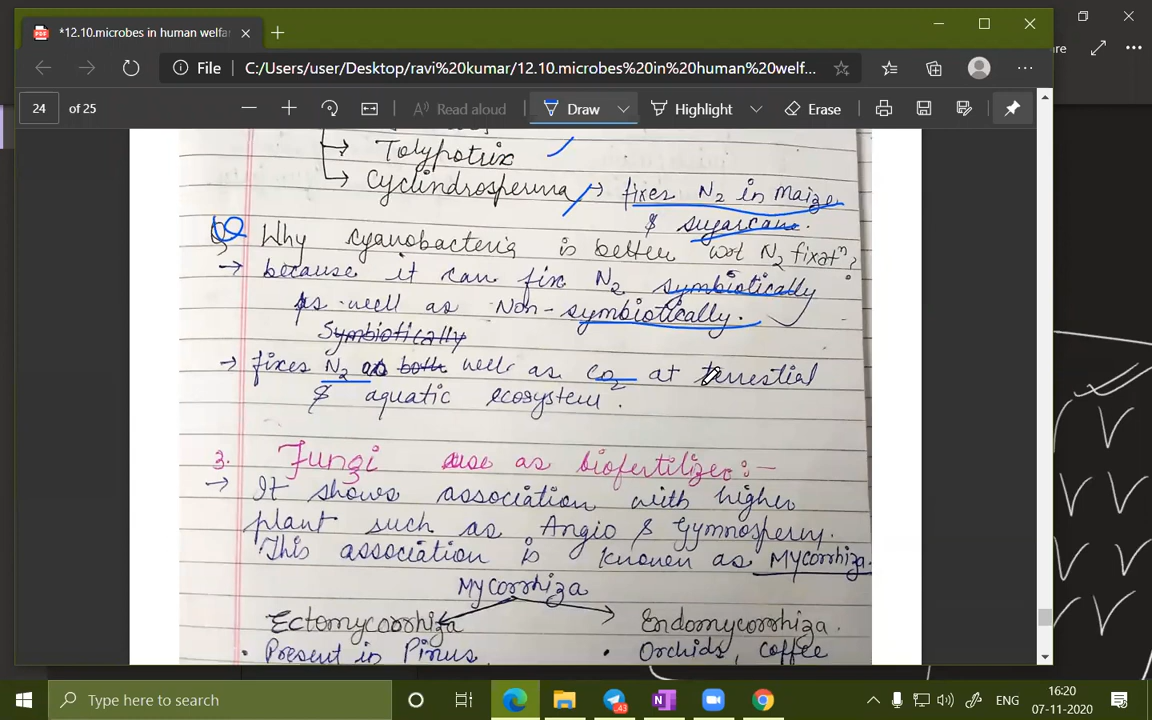 *12.10.microbes in human welfa
re
File
C:/Users/user/Desktop/ravi%20kumar/12.10.microbes%20in%20human%20welf...
24 of 25
Read aloud
Draw
Highlight
Erase
→ Tolypotrix
→ Cyclindrosperma → fixes N2 in Maize
& sugarcane.
Q Why cyanobacteria is better wrt N2 fixatn?
→ because it can fix N2 symbiotically
As well as Non-symbiotically.
Symbiotically
→ fixes N2 as both well as CO2 at terrestial
& aquatic ecosystem.
3. Fungi use as biofertilizer:-
→ It shows association with higher
plant such as Angio & Gymnosperm.
This association is known as Mycorrhiza.
Mycorrhiza
Ectomycorrhiza Endomycorrhiza.
• Present in Pinus • Orchids, coffee
Type here to search
43
ENG
16:20
07-11-2020